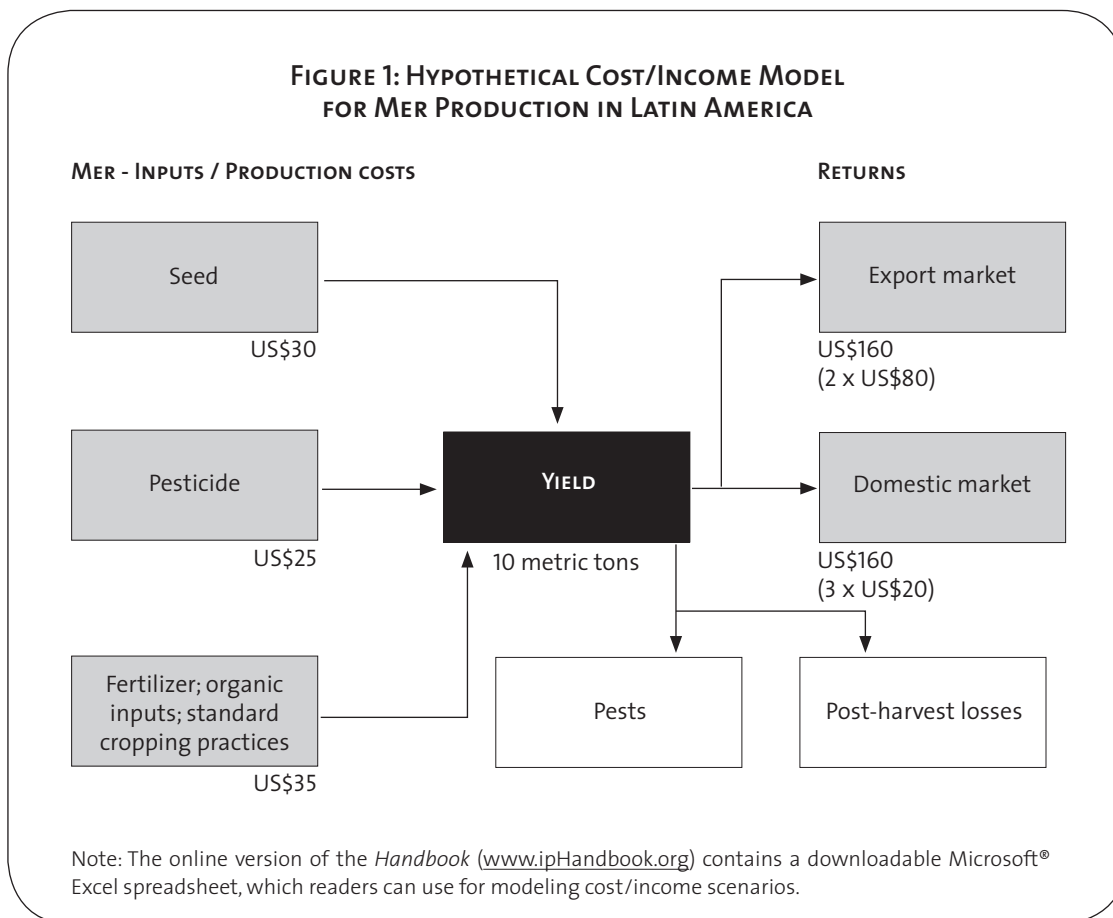 Figure 1: Hypothetical Cost/Income Model
for Mer Production in Latin America
Mer - Inputs / Production costs
Returns
Seed
US$30
Export market
US$160
(2 x US$80)
Pesticide
US$25
Yield
10 metric tons
Domestic market
US$160
(3 x US$20)
Fertilizer; organic
inputs; standard
cropping practices
US$35
Pests
Post-harvest losses
Note: The online version of the Handbook (www.ipHandbook.org) contains a downloadable Microsoft®
Excel spreadsheet, which readers can use for modeling cost/income scenarios.